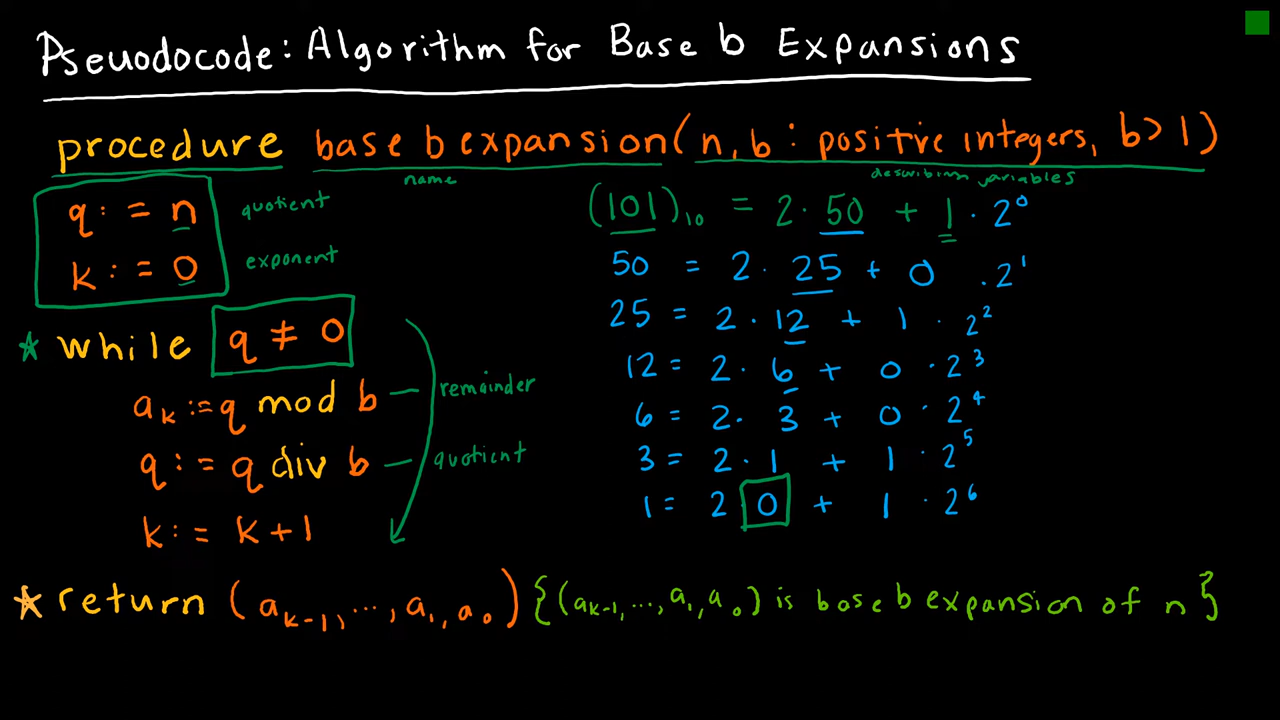 Pseuodocode: Algorithm for Base b Expansions
procedure base b expansion(n, b : positive integers, b > 1)
name
describing variables
q := n quotient
k := 0 exponent
★ while q ≠ 0
aₖ := q mod b — remainder
q := q div b — quotient
k := k + 1
(101)₁₀ = 2 · 50 + 1 · 2⁰
50 = 2 · 25 + 0 · 2¹
25 = 2 · 12 + 1 · 2²
12 = 2 · 6 + 0 · 2³
6 = 2 · 3 + 0 · 2⁴
3 = 2 · 1 + 1 · 2⁵
1 = 2 0 + 1 · 2⁶
★ return (aₖ₋₁, ..., a₁, a₀) {(aₖ₋₁, ..., a₁, a₀) is base b expansion of n}